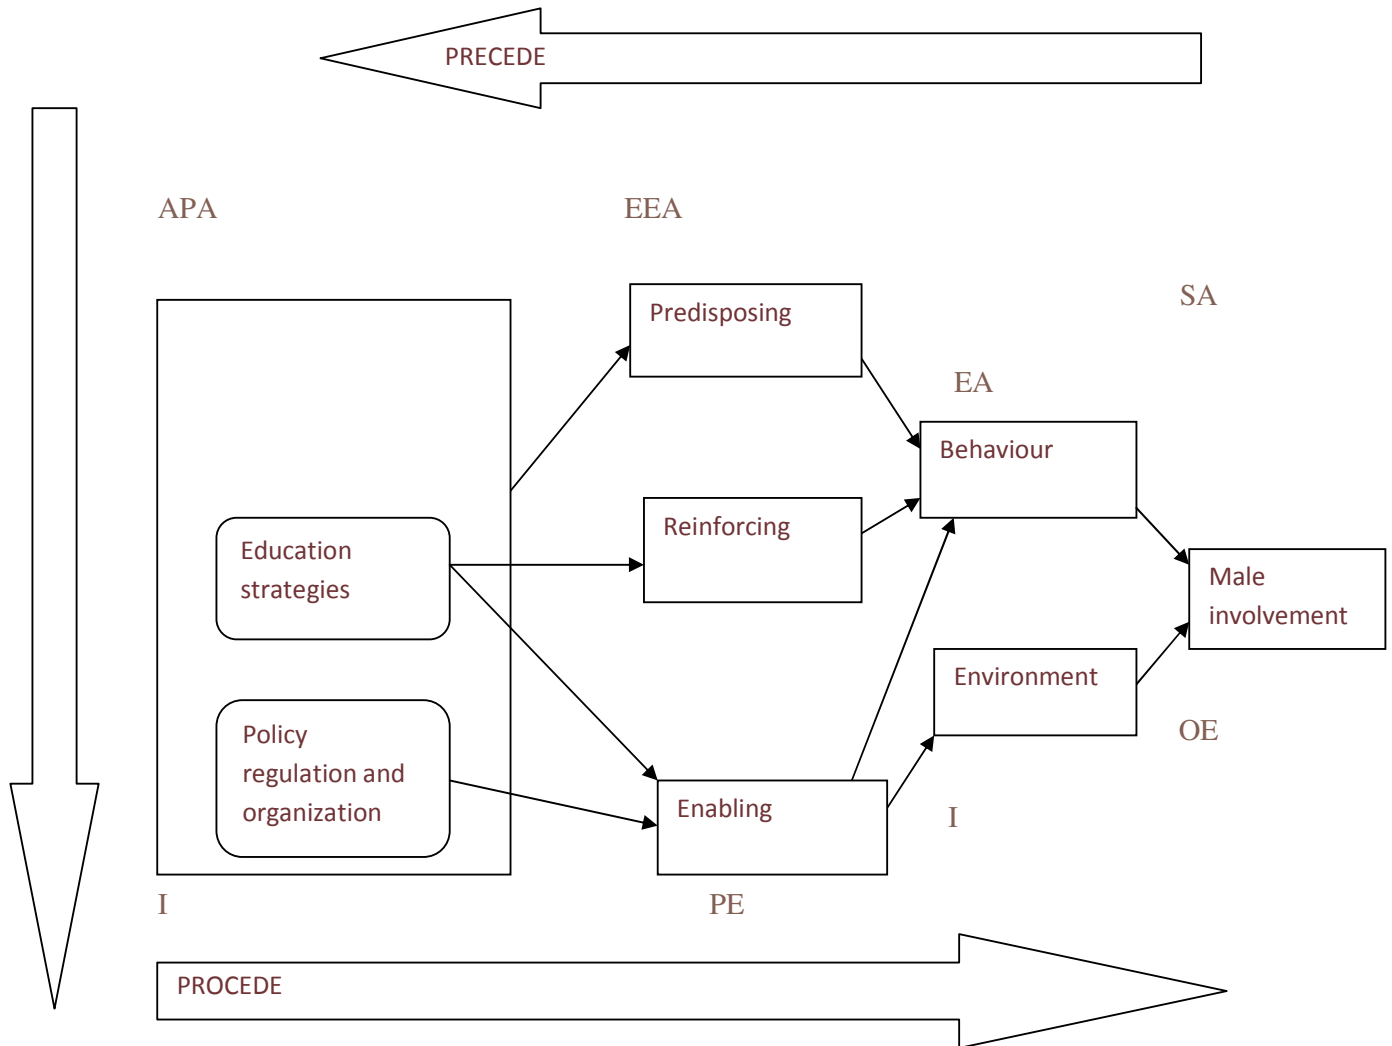 PRECEDE
APA
EEA
SA
Predisposing
EA
Behaviour
Reinforcing
Education
strategies
Male
involvement
Environment
Policy
regulation and
organization
OE
Enabling
I
I
PE
PROCEDE